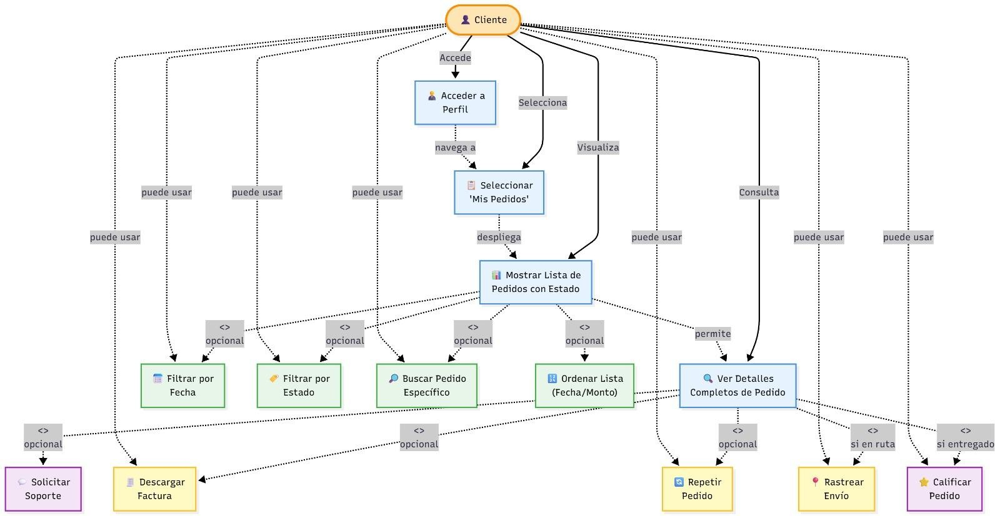 Cliente
Accede
Acceder a
Perfil
Selecciona
navega a
Visualiza
Seleccionar
'Mis Pedidos'
puede usar
puede usar
puede usar
Consulta
puede usar
despliega
puede usar
puede usar
puede usar
Mostrar Lista de
Pedidos con Estado
<>
opcional
<>
opcional
<>
opcional
<>
opcional
permite
Filtrar por
Fecha
Filtrar por
Estado
Buscar Pedido
Específico
Ordenar Lista
(Fecha/Monto)
Ver Detalles
Completos de Pedido
<>
opcional
<>
opcional
<>
opcional
<>
si en ruta
<>
si entregado
Solicitar
Soporte
Descargar
Factura
Repetir
Pedido
Rastrear
Envío
Calificar
Pedido